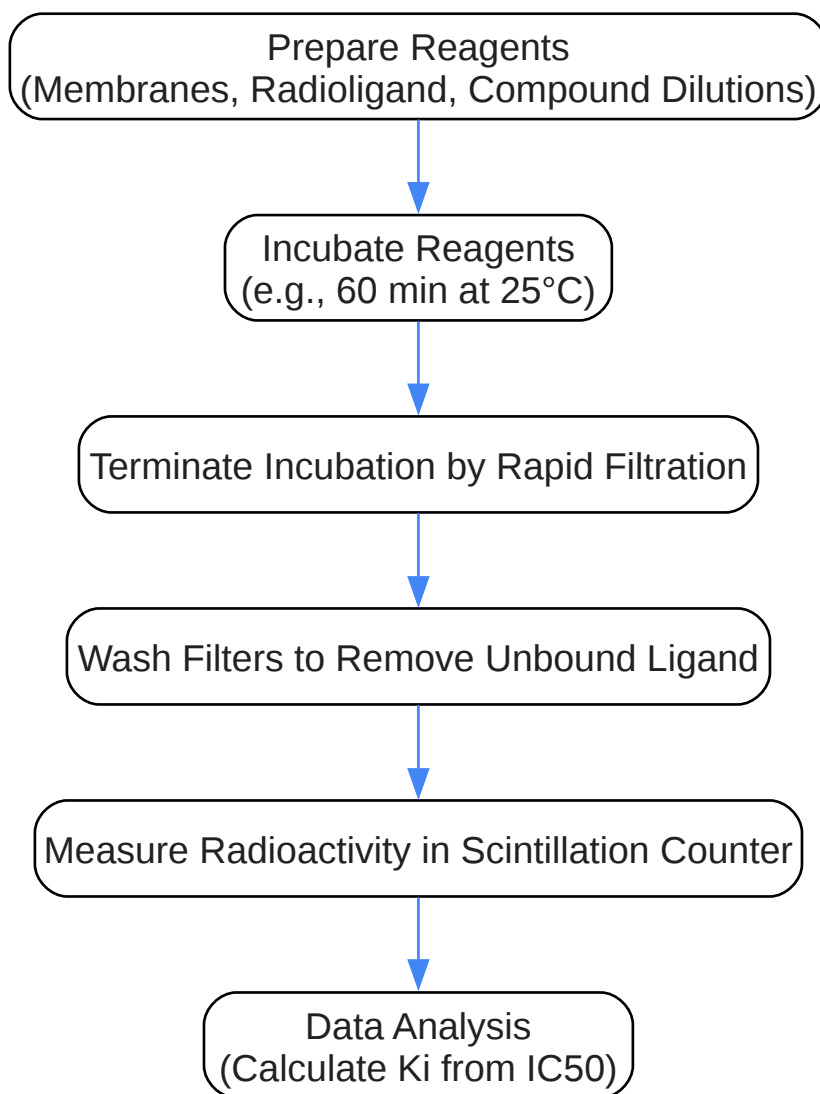 Prepare Reagents
(Membranes, Radioligand, Compound Dilutions)
Incubate Reagents
(e.g., 60 min at 25°C)
Terminate Incubation by Rapid Filtration
Wash Filters to Remove Unbound Ligand
Measure Radioactivity in Scintillation Counter
Data Analysis
(Calculate Ki from IC50)